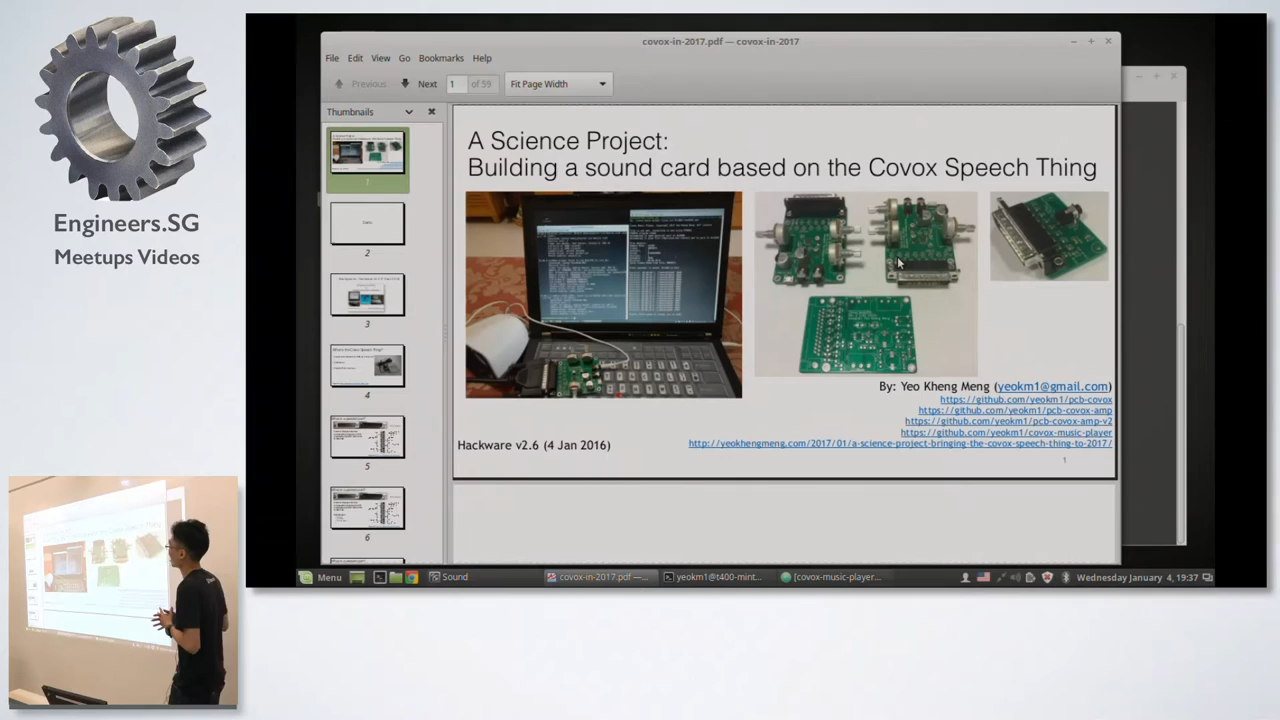 Engineers.SG
Meetups Videos
covox-in-2017.pdf — covox-in-2017
File Edit View Go Bookmarks Help
Previous Next 1 of 59 Fit Page Width
Thumbnails
1
2
3
4
5
6
A Science Project:
Building a sound card based on the Covox Speech Thing
By: Yeo Kheng Meng (yeokm1@gmail.com)
https://github.com/yeokm1/pcb-covox
https://github.com/yeokm1/pcb-covox-amp
https://github.com/yeokm1/pcb-covox-amp-v2
https://github.com/yeokm1/covox-music-player
http://yeokhengmeng.com/2017/01/a-science-project-bringing-the-covox-speech-thing-to-2017/
Hackware v2.6 (4 Jan 2016)
1
Menu Sound covox-in-2017.pdf —... yeokm1@t400-mint... [covox-music-player... Wednesday January 4, 19:37